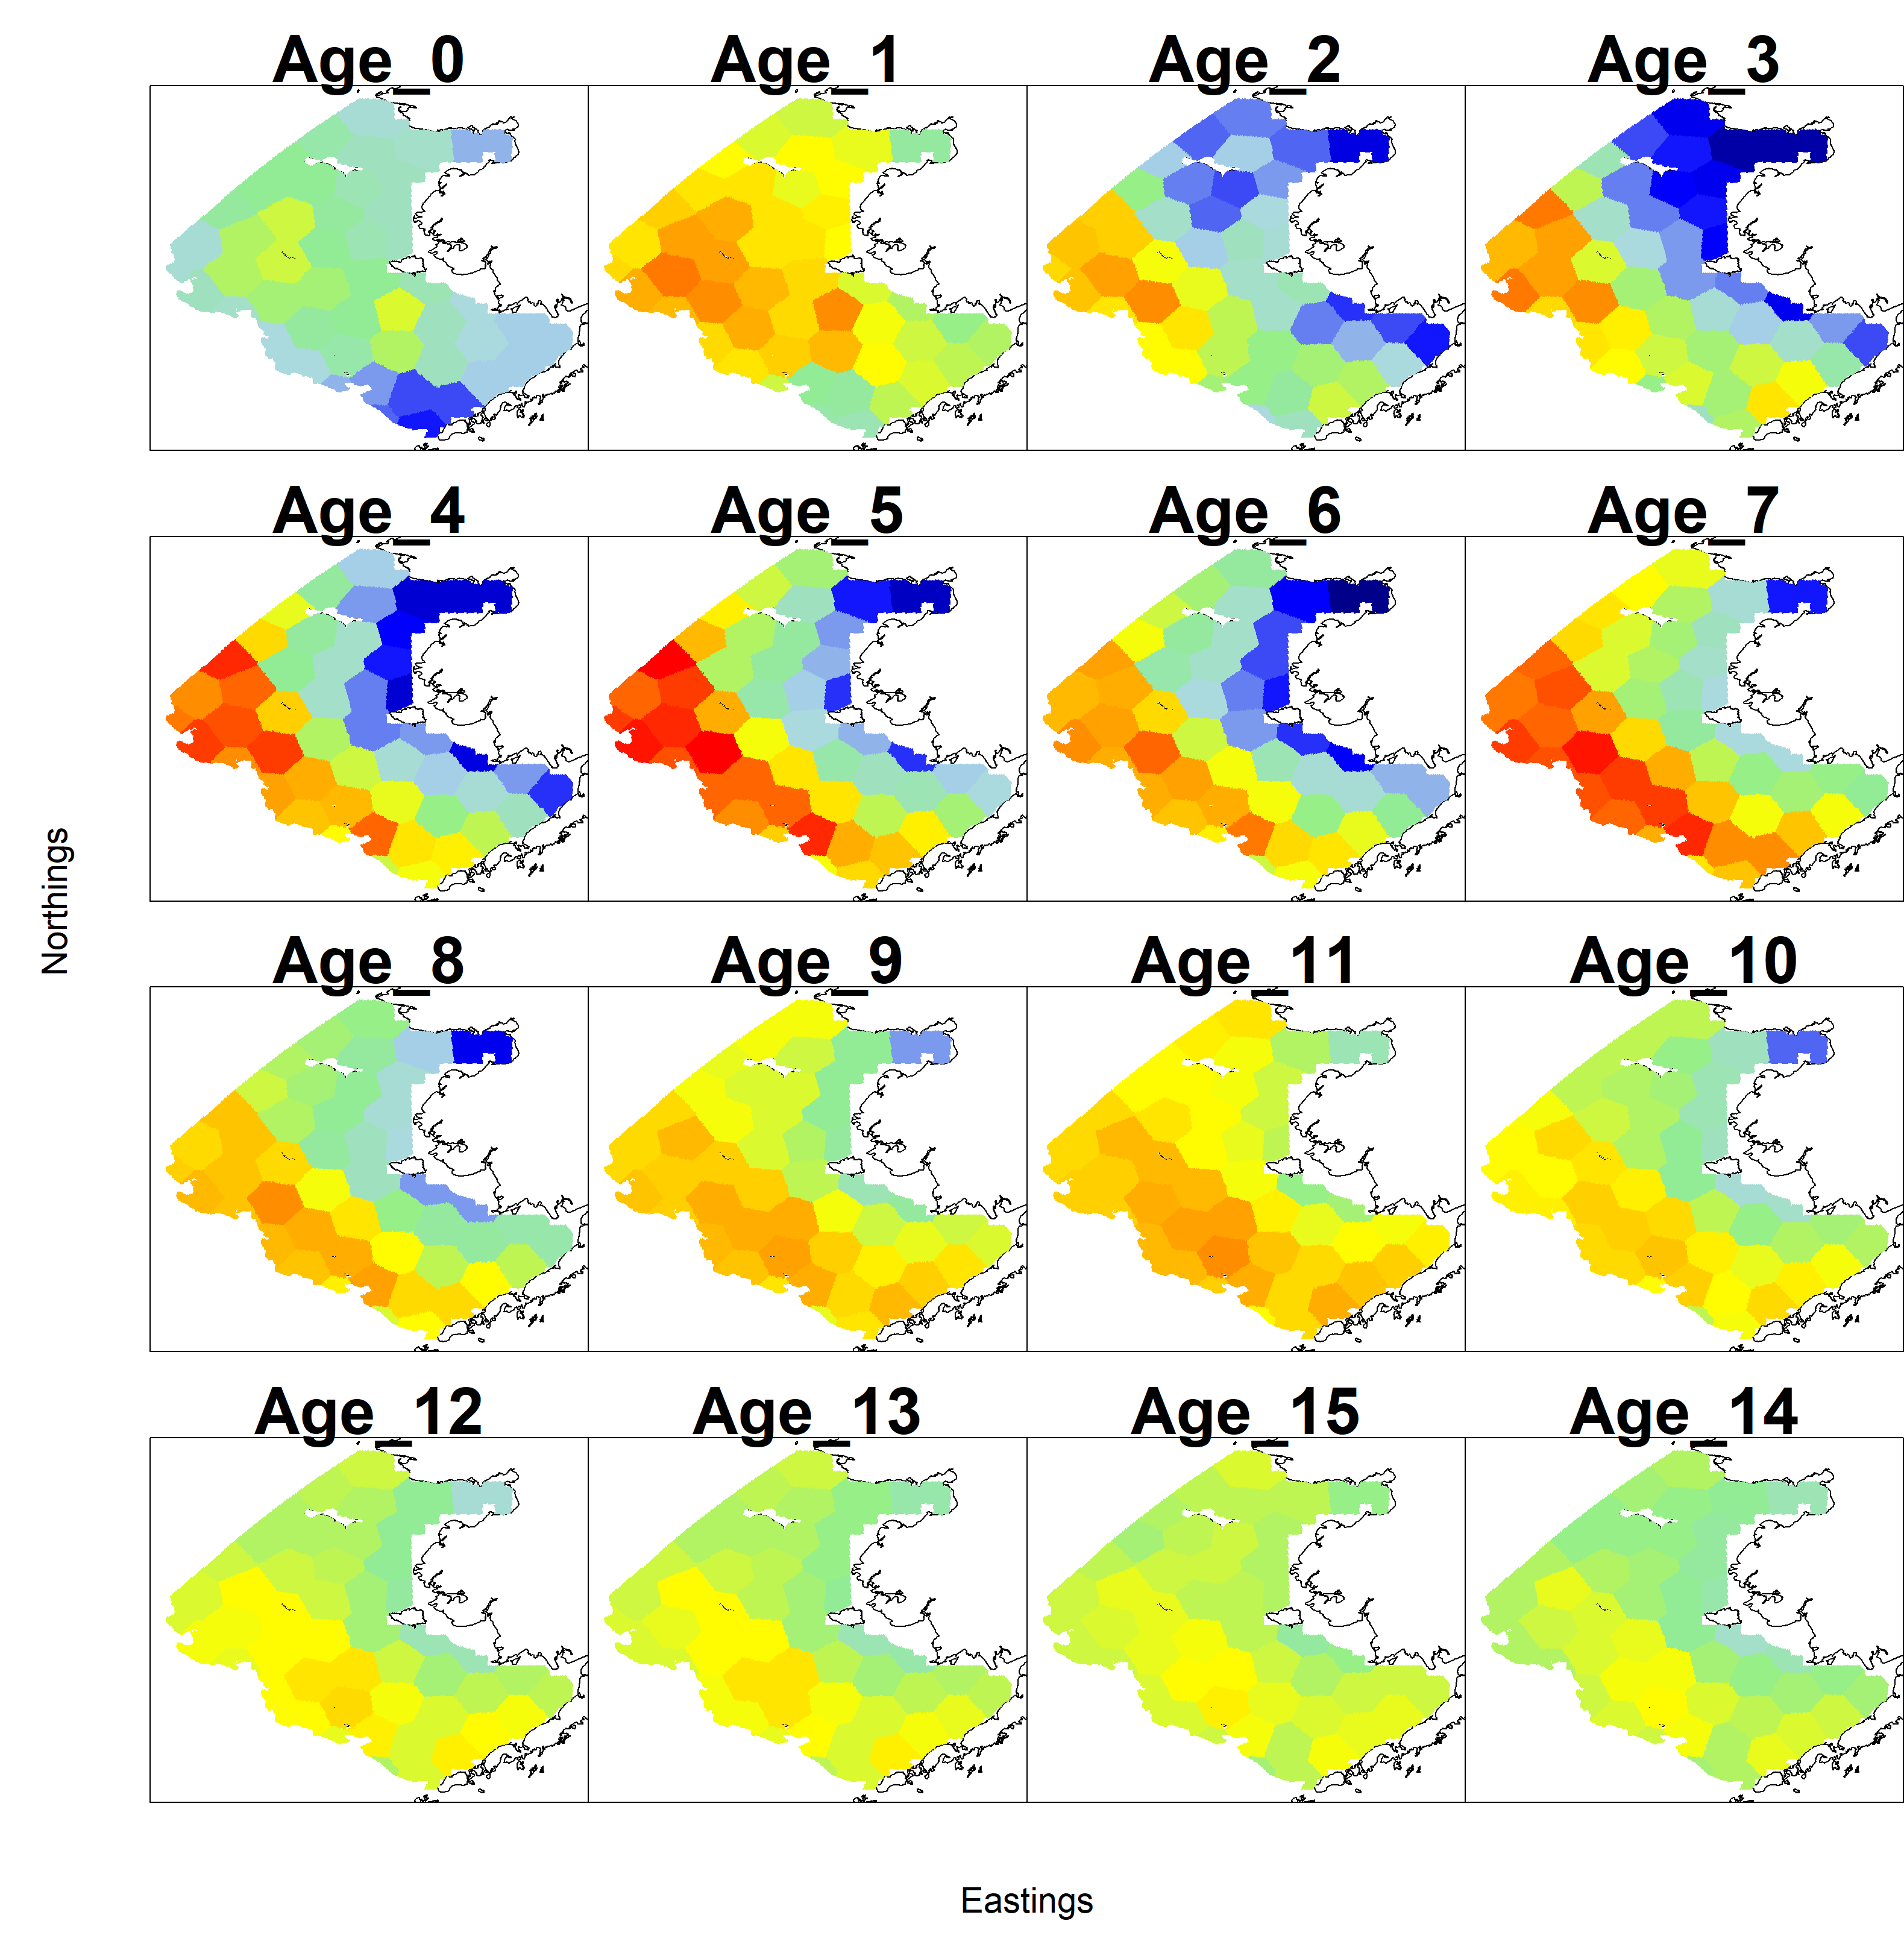 Age_0 Age_1 Age_2 Age_3
Age_4 Age_5 Age_6 Age_7
Northings
Age_8 Age_9 Age_11 Age_10
Age_12 Age_13 Age_15 Age_14
Eastings